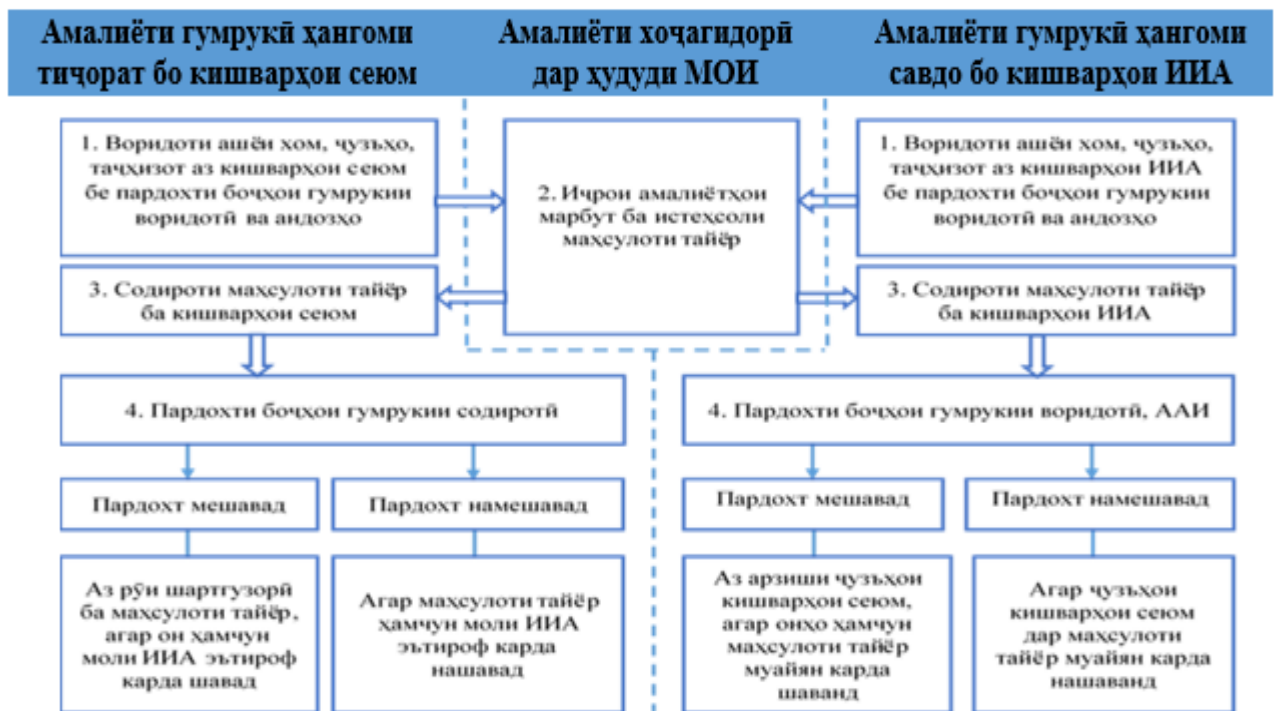 Амалиёти гумрукӣ ҳангоми
тиҷорат бо кишварҳои сеюм
Амалиёти хоҷагидорӣ
дар ҳудуди МОИ
Амалиёти гумрукӣ ҳангоми
савдо бо кишварҳои ИИА
1. Воридоти ашёи хом, ҷузъҳо,
таҷҳизот аз кишварҳои сеюм
бе пардохти боҷҳои гумрукии
воридотӣ ва андозҳо
2. Иҷрои амалиётҳои
марбут ба истеҳсоли
маҳсулоти тайёр
1. Воридоти ашёи хом, ҷузъҳо,
таҷҳизот аз кишварҳои ИИА
бе пардохти боҷҳои гумрукии
воридотӣ ва андозҳо
3. Содироти маҳсулоти тайёр
ба кишварҳои сеюм
3. Содироти маҳсулоти тайёр
ба кишварҳои ИИА
4. Пардохти боҷҳои гумрукии содиротӣ
4. Пардохти боҷҳои гумрукии воридотӣ, ААИ
Пардохт мешавад
Пардохт намешавад
Пардохт мешавад
Пардохт намешавад
Аз рӯи шартгузорӣ
ба маҳсулоти тайёр,
агар он ҳамчун
моли ИИА эътироф
карда шавад
Агар маҳсулоти тайёр
ҳамчун моли ИИА
эътироф карда
нашавад
Аз арзиши ҷузъҳои
кишварҳои сеюм,
агар онҳо ҳамчун
маҳсулоти тайёр
муайян карда
шаванд
Агар ҷузъҳои
кишварҳои сеюм
дар маҳсулоти
тайёр муайян карда
нашаванд